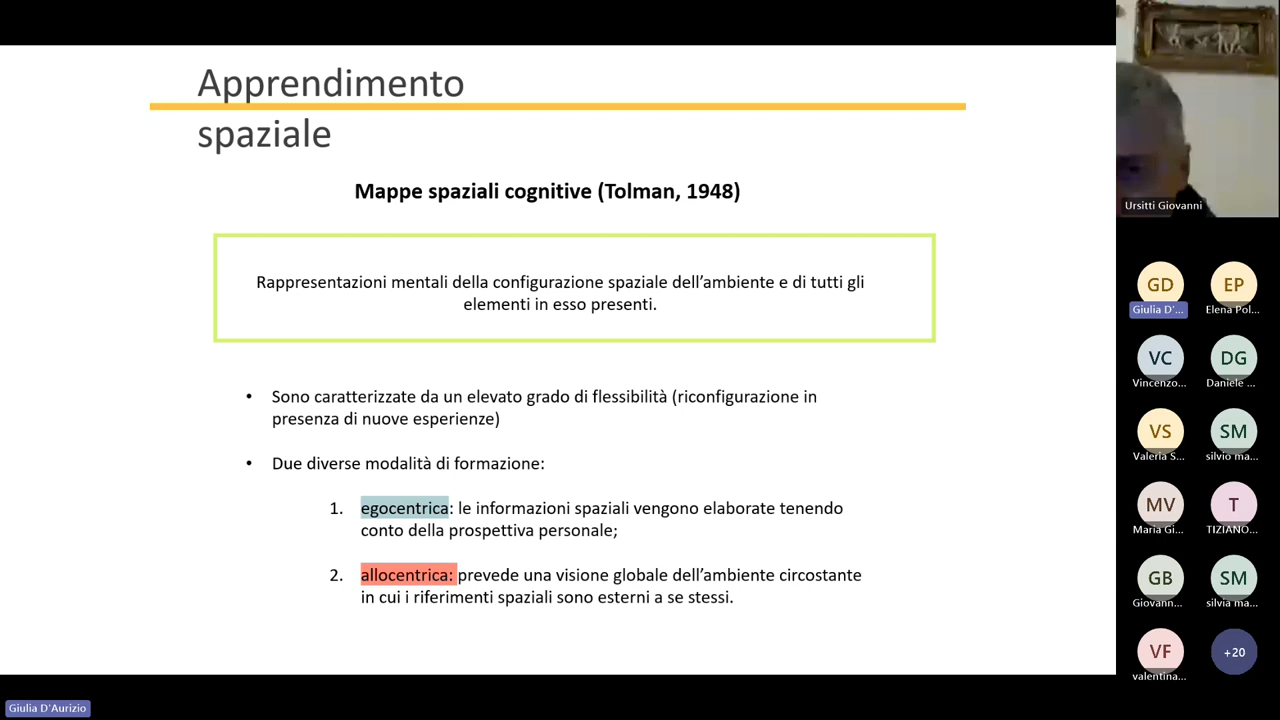 Apprendimento
spaziale
Mappe spaziali cognitive (Tolman, 1948)
Rappresentazioni mentali della configurazione spaziale dell’ambiente e di tutti gli
elementi in esso presenti.
• Sono caratterizzate da un elevato grado di flessibilità (riconfigurazione in
presenza di nuove esperienze)
• Due diverse modalità di formazione:
1. egocentrica: le informazioni spaziali vengono elaborate tenendo
conto della prospettiva personale;
2. allocentrica: prevede una visione globale dell’ambiente circostante
in cui i riferimenti spaziali sono esterni a se stessi.
Giulia D'Aurizio
Ursitti Giovanni
GD
EP
Giulia D'...
Elena Pol...
VC
DG
Vincenzo...
Daniele ...
VS
SM
Valeria S...
silvio ma...
MV
T
Maria Gi...
TIZIANO...
GB
SM
Giovann...
silvia ma...
VF
+20
valentina...